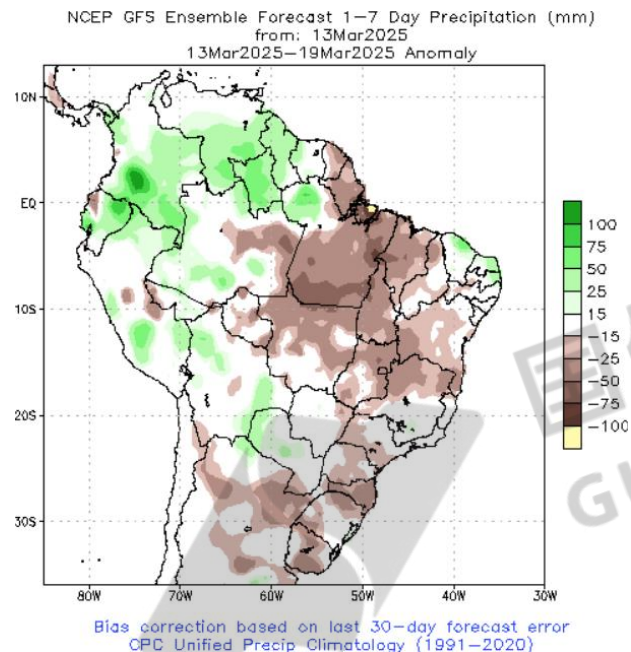 NCEP GFS Ensemble Forecast 1-7 Day Precipitation (mm)
from: 13Mar2025
13Mar2025-19Mar2025 Anomaly
10N
EQ
10S
20S
30S
80W 70W 60W 50W 40W 30W
100
75
50
25
15
-15
-25
-50
-75
-100
国
GU
Bias correction based on last 30-day forecast error
CPC Unified Precip Climatology (1991-2020)